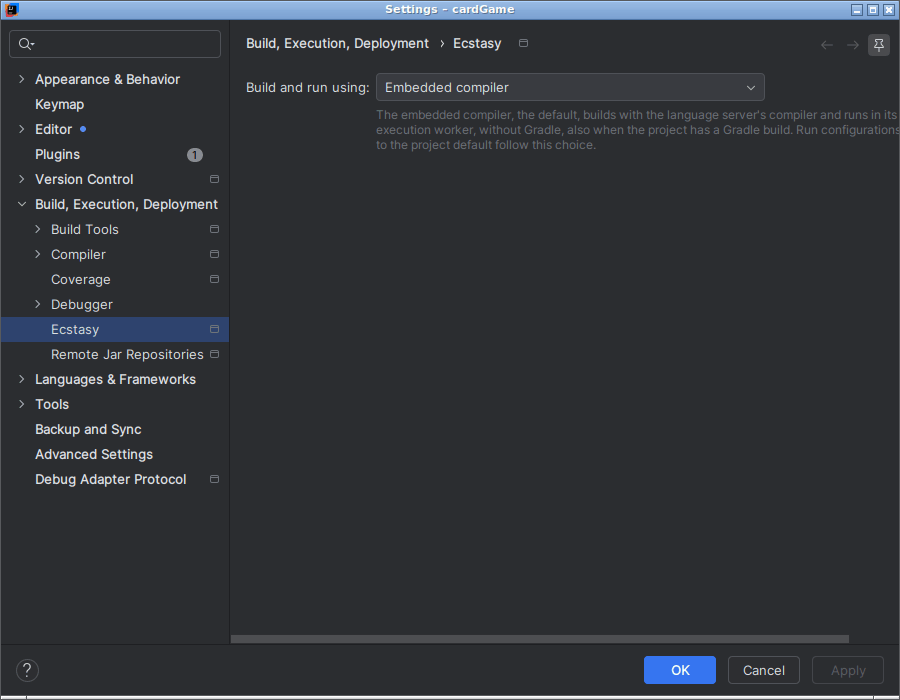 Settings – cardGame
Build, Execution, Deployment › Ecstasy
Appearance & Behavior
Keymap
Editor
Plugins 1
Version Control
Build, Execution, Deployment
Build Tools
Compiler
Coverage
Debugger
Ecstasy
Remote Jar Repositories
Languages & Frameworks
Tools
Backup and Sync
Advanced Settings
Debug Adapter Protocol
Build and run using: Embedded compiler
The embedded compiler, the default, builds with the language server's compiler and runs in its
execution worker, without Gradle, also when the project has a Gradle build. Run configurations
to the project default follow this choice.
?
OK
Cancel
Apply